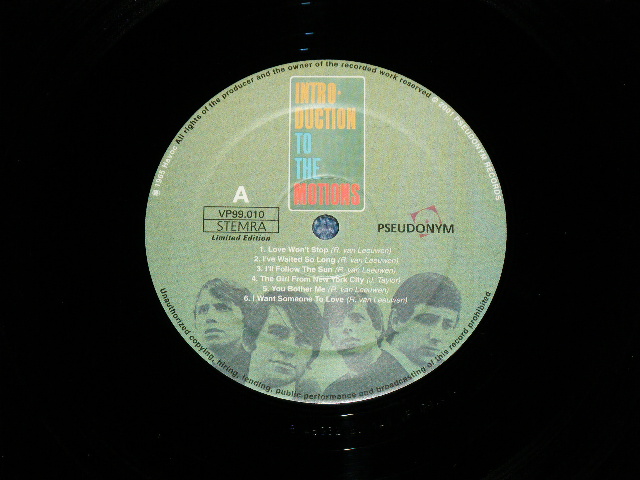 All rights of the producer and the owner of the recorded work reserved
PSEUDONYM RECORDS
INTRO-
DUCTION
TO
THE
MOTIONS
A
VP99.010
STEMRA
Limited Edition
PSEUDONYM
1. Love Won't Stop (R. van Leeuwen)
2. I've Waited So Long (R. van Leeuwen)
3. I'll Follow The Sun (R. van Leeuwen)
4. The Girl From New York City (J. Taylor)
5. You Bother Me (R. van Leeuwen)
6. I Want Someone To Love (R. van Leeuwen)
Unauthorized copying, hiring, lending, public performance and broadcasting of this record prohibited